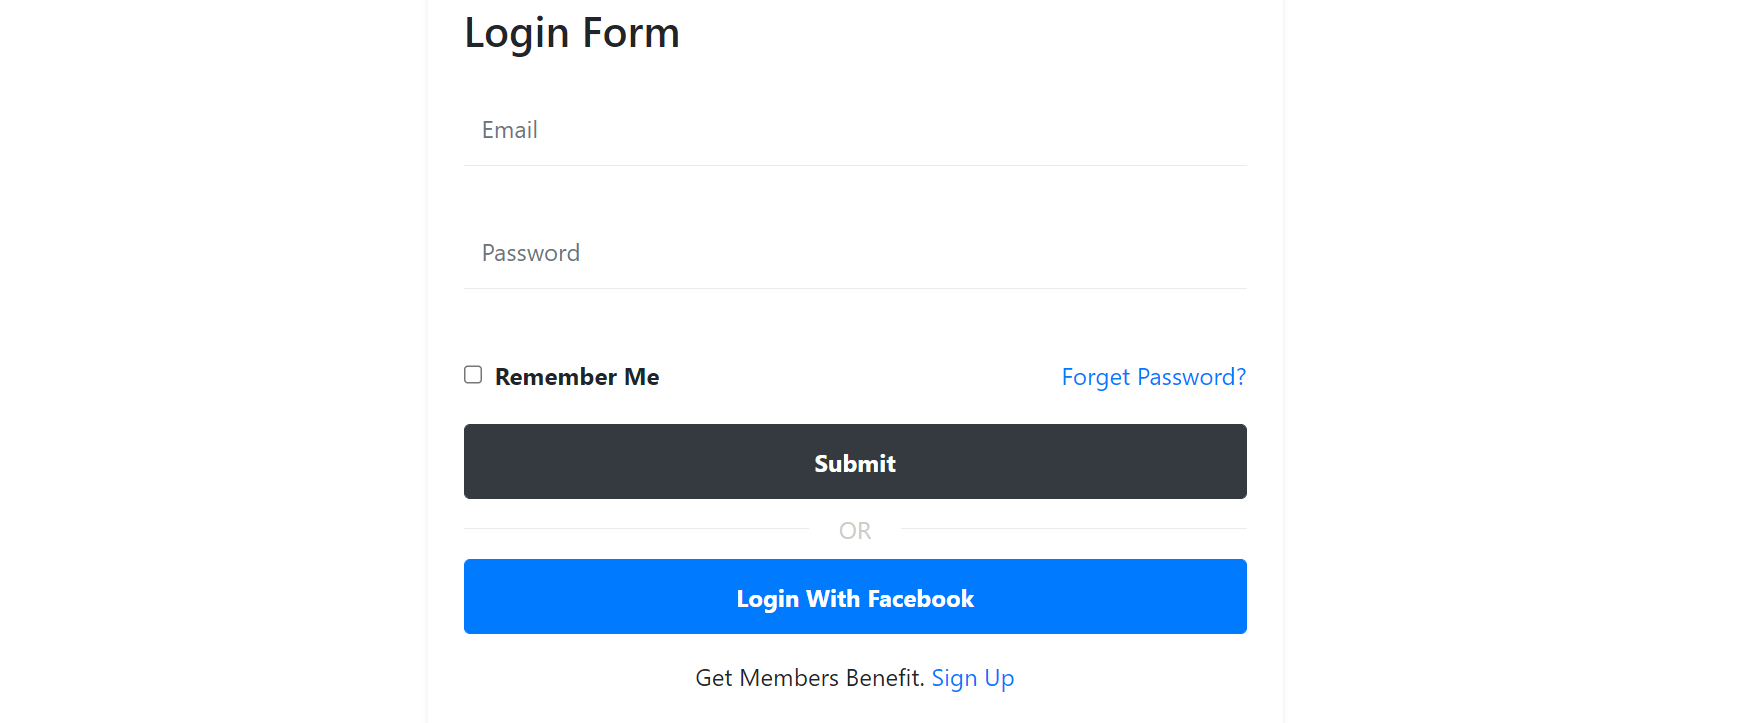 Login Form
Email
Password
Remember Me Forget Password?
Submit
OR
Login With Facebook
Get Members Benefit. Sign Up